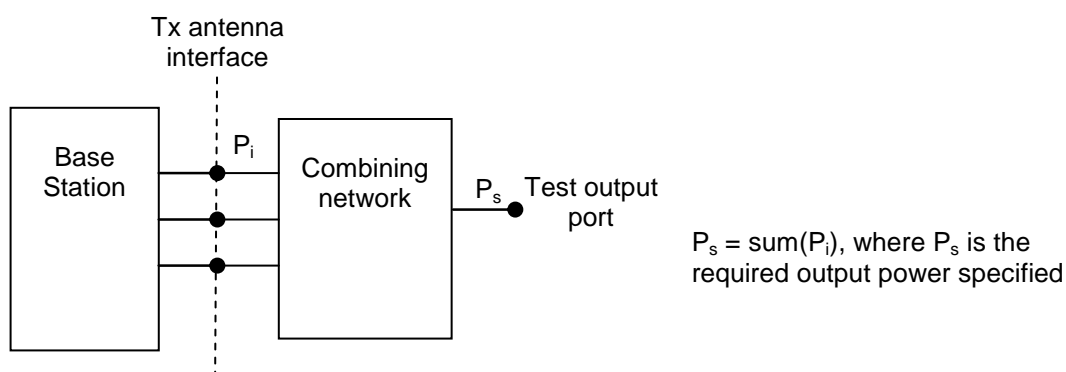 Tx antenna
interface
Base
Station
P_i
Combining
network
P_s
Test output
port
P_s = sum(P_i), where P_s is the
required output power specified